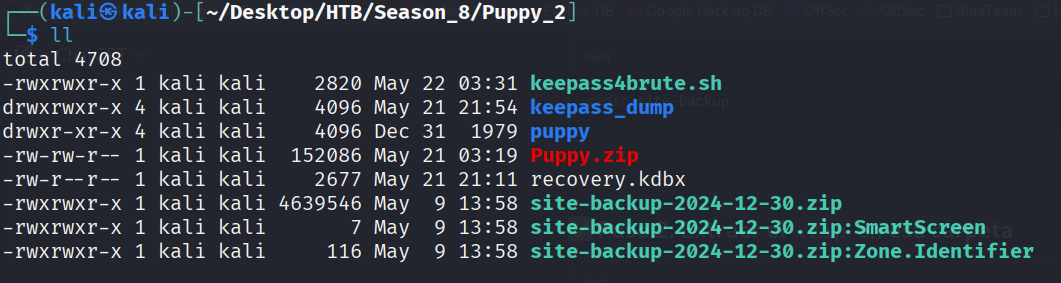 ┌──(kali㉿kali)-[~/Desktop/HTB/Season_8/Puppy_2]
└─$ ll
total 4708
-rwxrwxr-x 1 kali kali    2820 May 22 03:31 keepass4brute.sh
drwxrwxr-x 4 kali kali    4096 May 21 21:54 keepass_dump
drwxr-xr-x 4 kali kali    4096 Dec 31  1979 puppy
-rw-rw-r-- 1 kali kali  152086 May 21 03:19 Puppy.zip
-rw-r--r-- 1 kali kali    2677 May 21 21:11 recovery.kdbx
-rwxrwxr-x 1 kali kali 4639546 May  9 13:58 site-backup-2024-12-30.zip
-rwxrwxr-x 1 kali kali       7 May  9 13:58 site-backup-2024-12-30.zip:SmartScreen
-rwxrwxr-x 1 kali kali     116 May  9 13:58 site-backup-2024-12-30.zip:Zone.Identifier